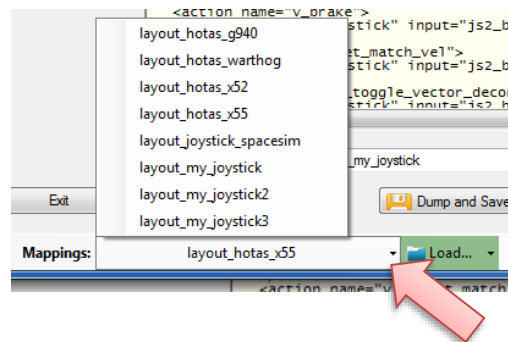 <action name="v_brake">
layout_hotas_g940
stick" input="js2_b
layout_hotas_warthog
et_match_vel">
layout_hotas_x52
stick" input="js2_b
layout_hotas_x55
_toggle_vector_deco
stick" input="js2_b
layout_joystick_spacesim
layout_my_joystick
_my_joystick
layout_my_joystick2
Exit
Dump and Save
layout_my_joystick3
Mappings:
layout_hotas_x55
Load...
<action name="v
t_match